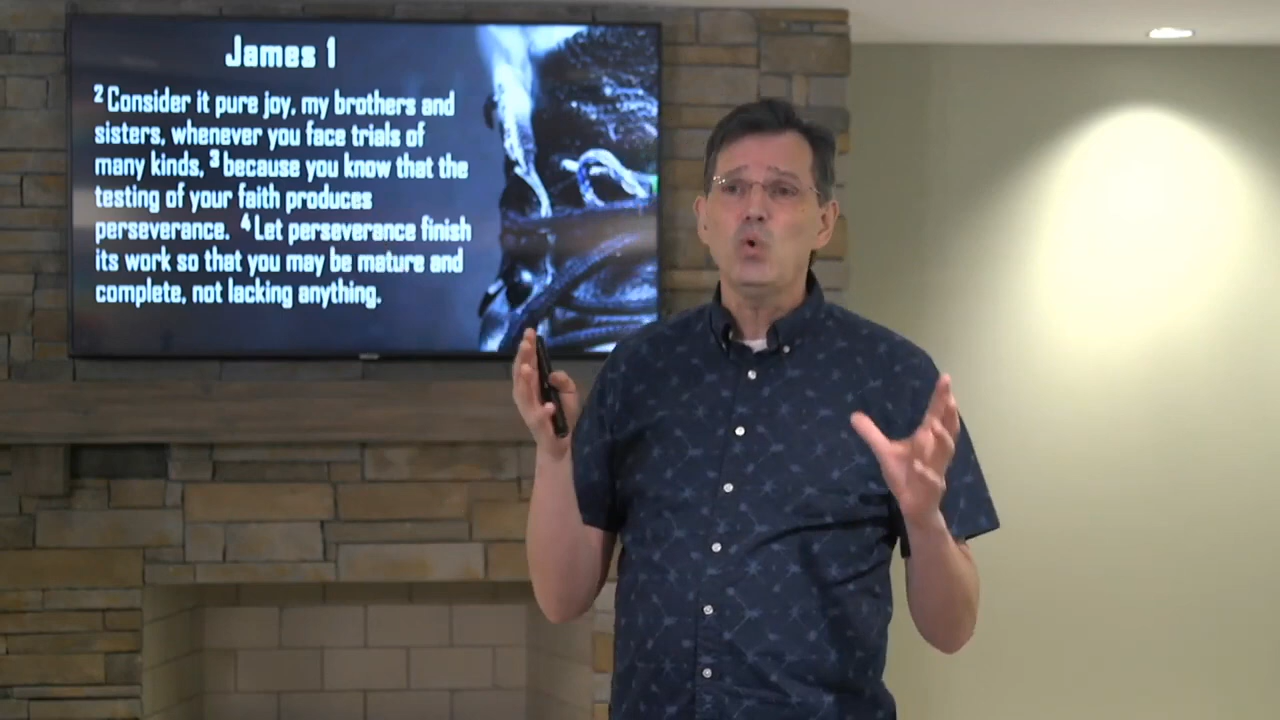 James 1
2 Consider it pure joy, my brothers and
sisters, whenever you face trials of
many kinds, 3 because you know that the
testing of your faith produces
perseverance. 4 Let perseverance finish
its work so that you may be mature and
complete, not lacking anything.